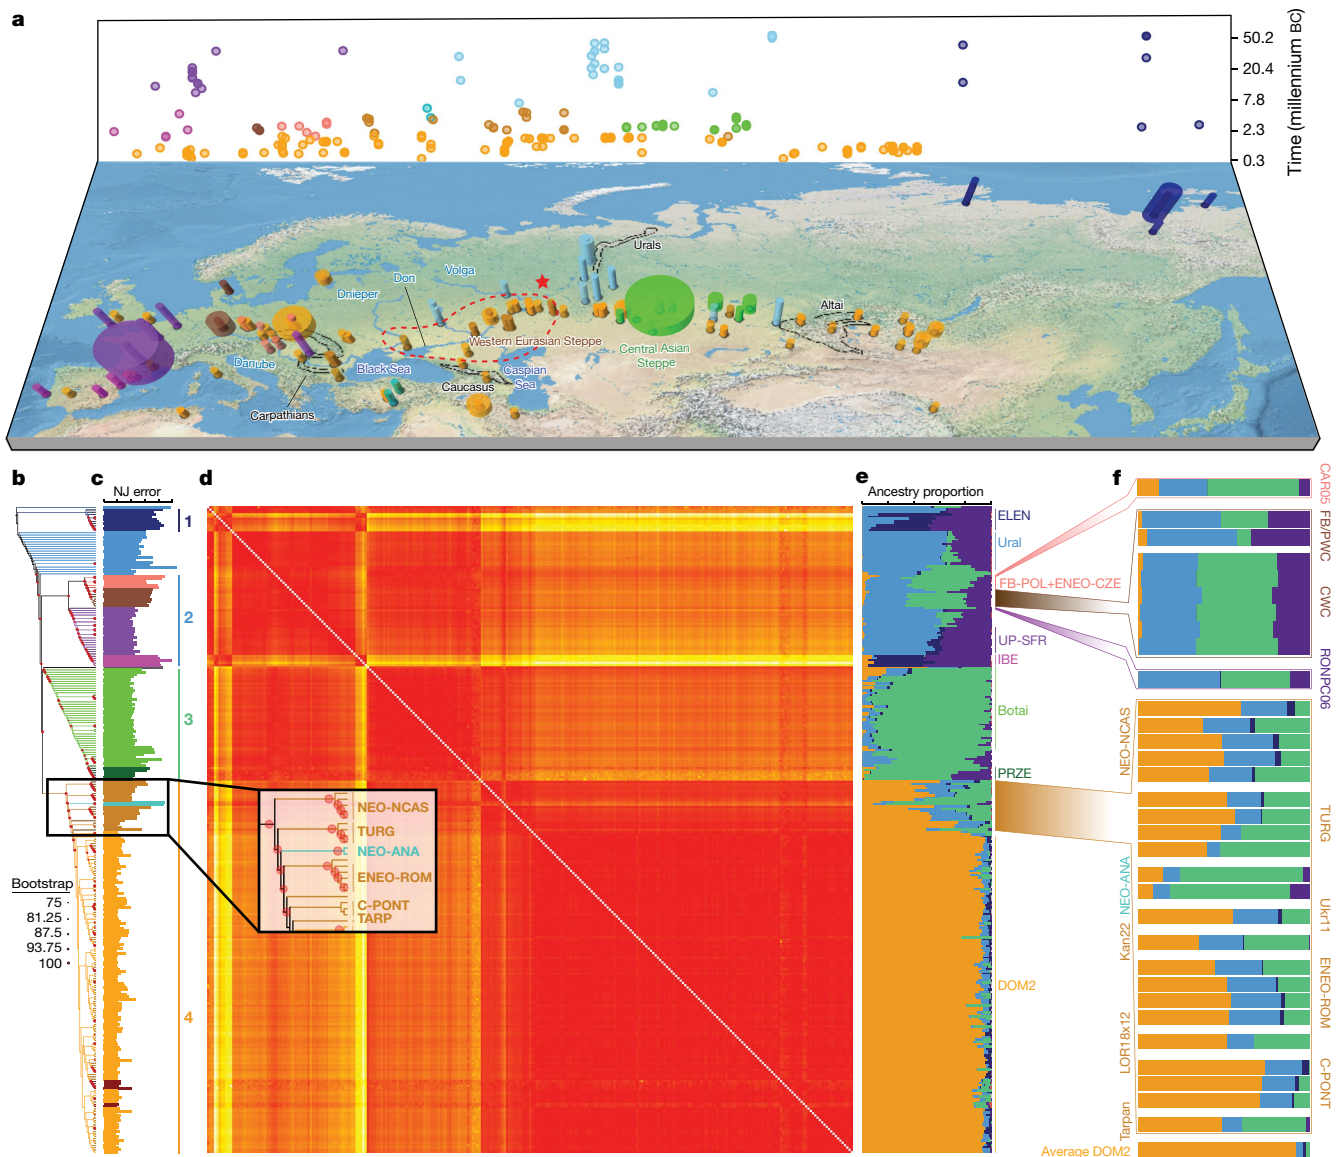 a
50.2
20.4
7.8
2.3
0.3
Time (millennium BC)
Urals
Volga
Don
Dnieper
Altai
Western Eurasian Steppe
Central Asian
Steppe
Danube
Black Sea
Caspian
Sea
Caucasus
Carpathians
b
c
d
e
f
NJ error
Ancestry proportion
1
2
3
4
Bootstrap
75
81.25
87.5
93.75
100
NEO-NCAS
TURG
NEO-ANA
ENEO-ROM
C-PONT
TARP
ELEN
Ural
FB-POL+ENEO-CZE
UP-SFR
IBE
Botai
PRZE
DOM2
CAR05
FB/PWC
CWC
RONPC06
NEO-NCAS
TURG
NEO-ANA
Ukr11
Kan22
ENEO-ROM
LOR18x12
C-PONT
Tarpan
Average DOM2